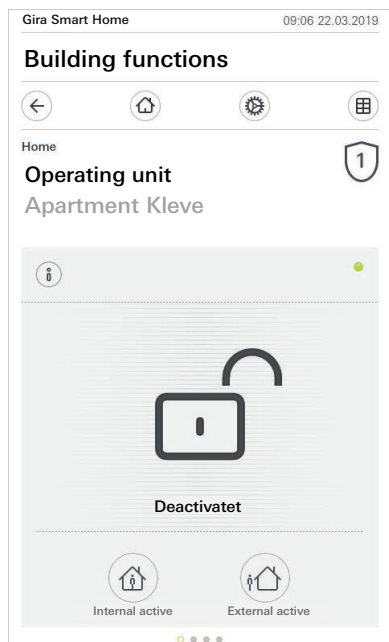 Gira Smart Home 09:06 22.03.2019
Building functions
Home
1
Operating unit
Apartment Kleve
Deactivatet
Internal active External active